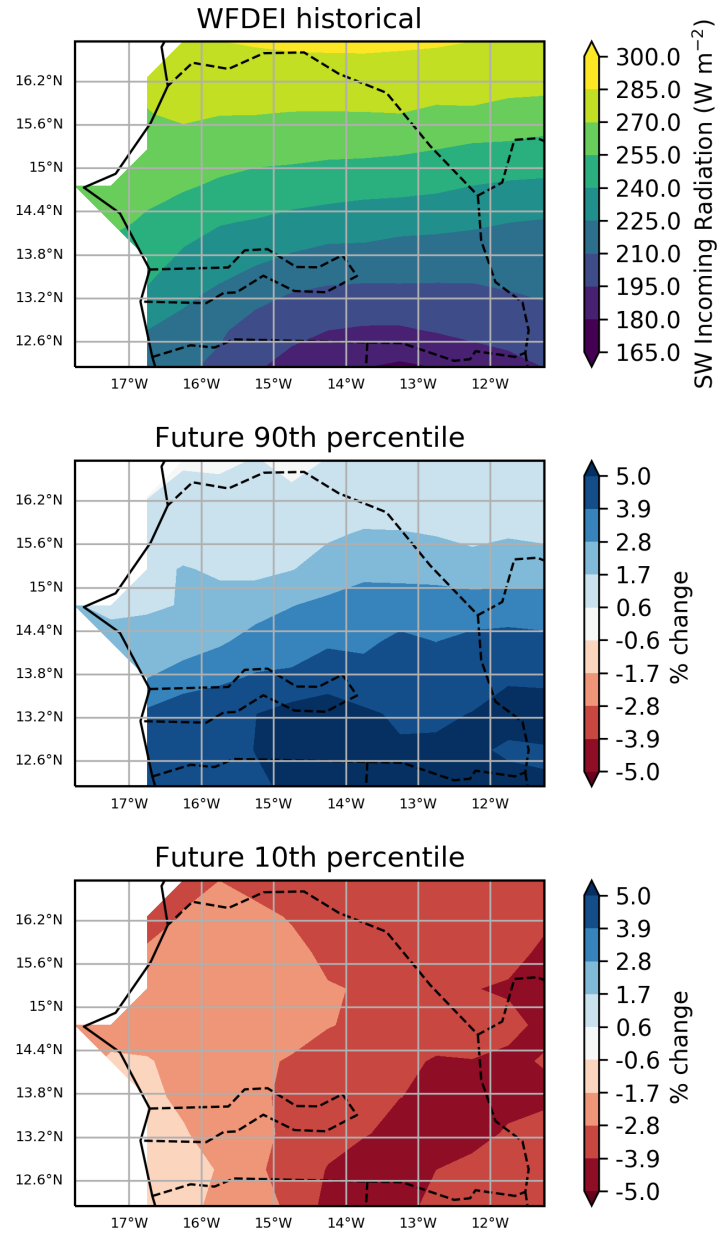 WFDEI historical
16.2°N
15.6°N
15°N
14.4°N
13.8°N
13.2°N
12.6°N
17°W 16°W 15°W 14°W 13°W 12°W
300.0
285.0
270.0
255.0
240.0
225.0
210.0
195.0
180.0
165.0
SW Incoming Radiation (W m⁻²)
Future 90th percentile
16.2°N
15.6°N
15°N
14.4°N
13.8°N
13.2°N
12.6°N
17°W 16°W 15°W 14°W 13°W 12°W
5.0
3.9
2.8
1.7
0.6
-0.6
-1.7
-2.8
-3.9
-5.0
% change
Future 10th percentile
16.2°N
15.6°N
15°N
14.4°N
13.8°N
13.2°N
12.6°N
17°W 16°W 15°W 14°W 13°W 12°W
5.0
3.9
2.8
1.7
0.6
-0.6
-1.7
-2.8
-3.9
-5.0
% change